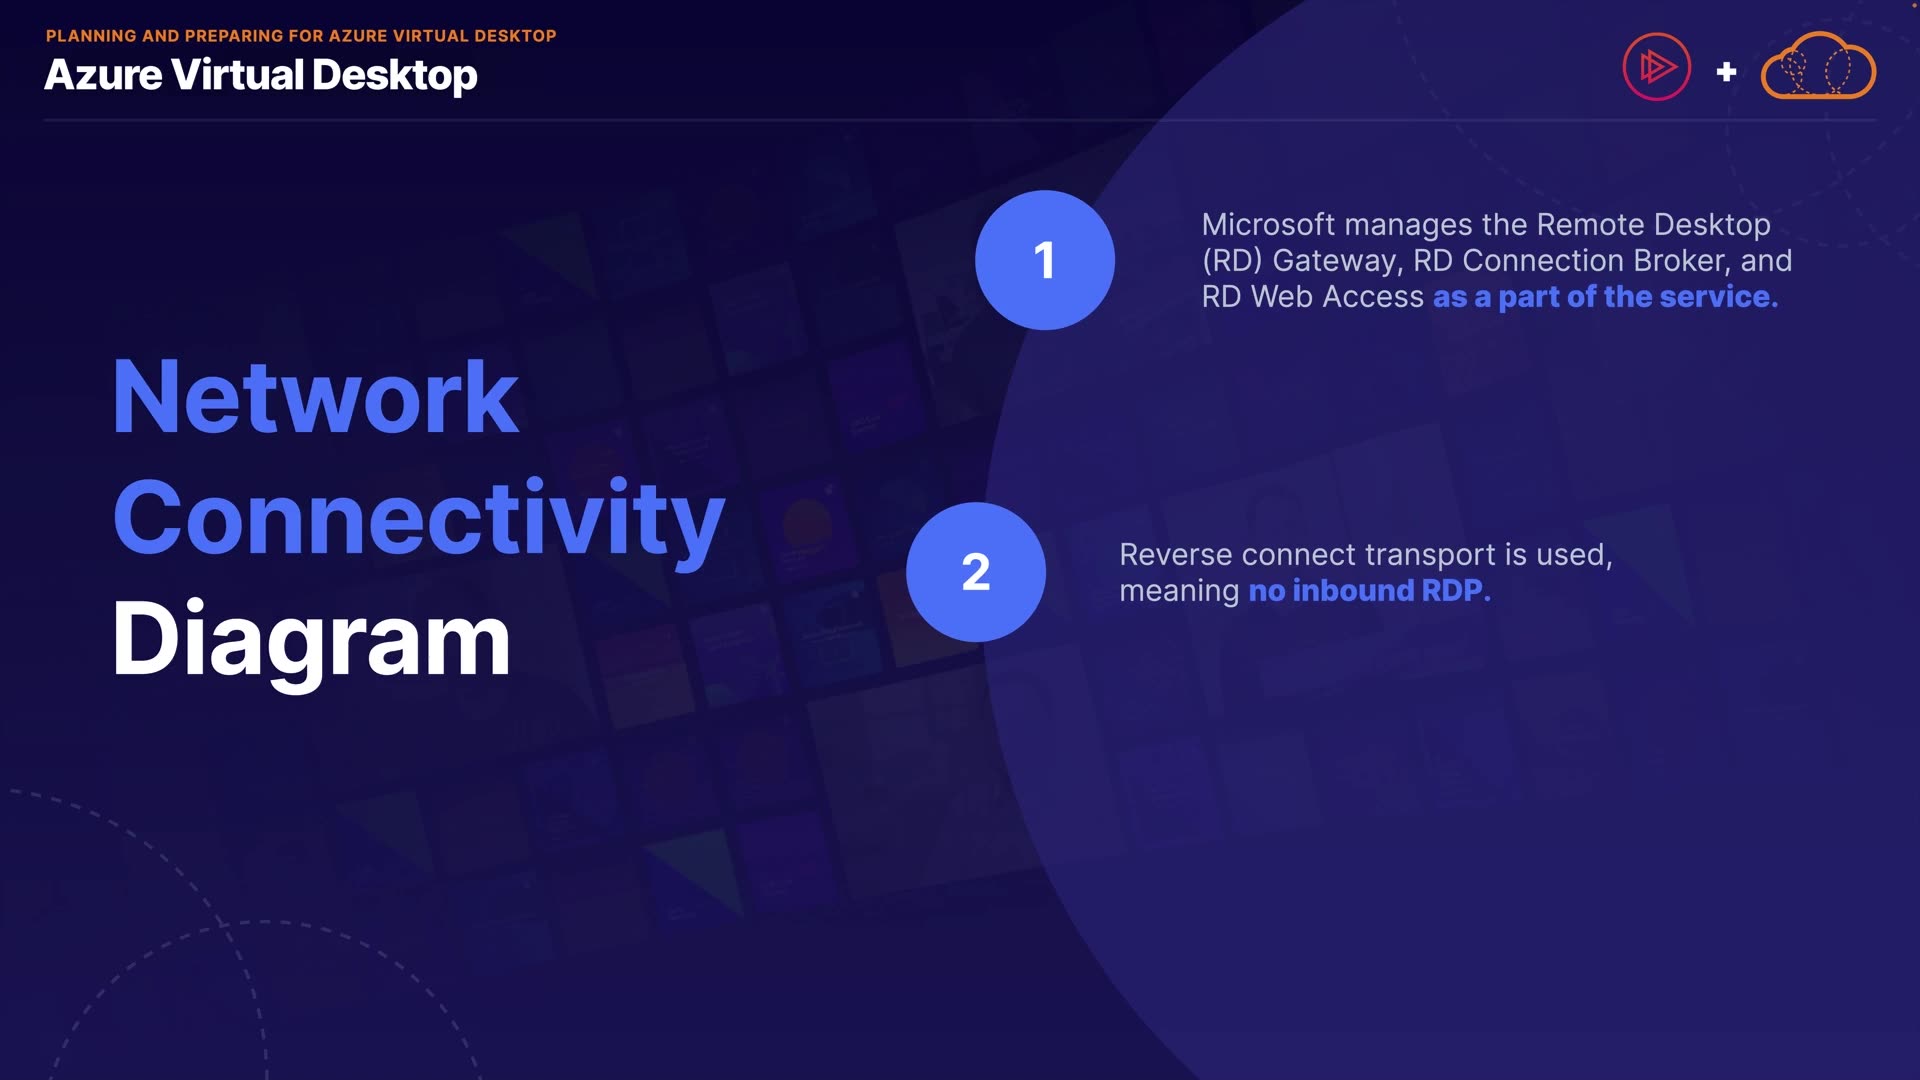 PLANNING AND PREPARING FOR AZURE VIRTUAL DESKTOP
Azure Virtual Desktop
Network
Connectivity
Diagram
1
Microsoft manages the Remote Desktop
(RD) Gateway, RD Connection Broker, and
RD Web Access as a part of the service.
2
Reverse connect transport is used,
meaning no inbound RDP.